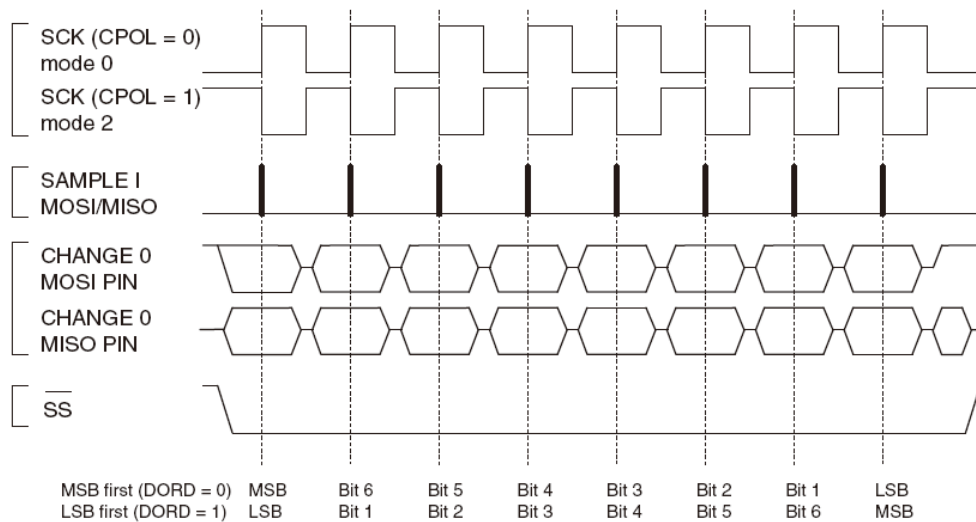 SCK (CPOL = 0)
mode 0
SCK (CPOL = 1)
mode 2
SAMPLE I
MOSI/MISO
CHANGE 0
MOSI PIN
CHANGE 0
MISO PIN
SS
MSB first (DORD = 0) MSB Bit 6 Bit 5 Bit 4 Bit 3 Bit 2 Bit 1 LSB
LSB first (DORD = 1) LSB Bit 1 Bit 2 Bit 3 Bit 4 Bit 5 Bit 6 MSB